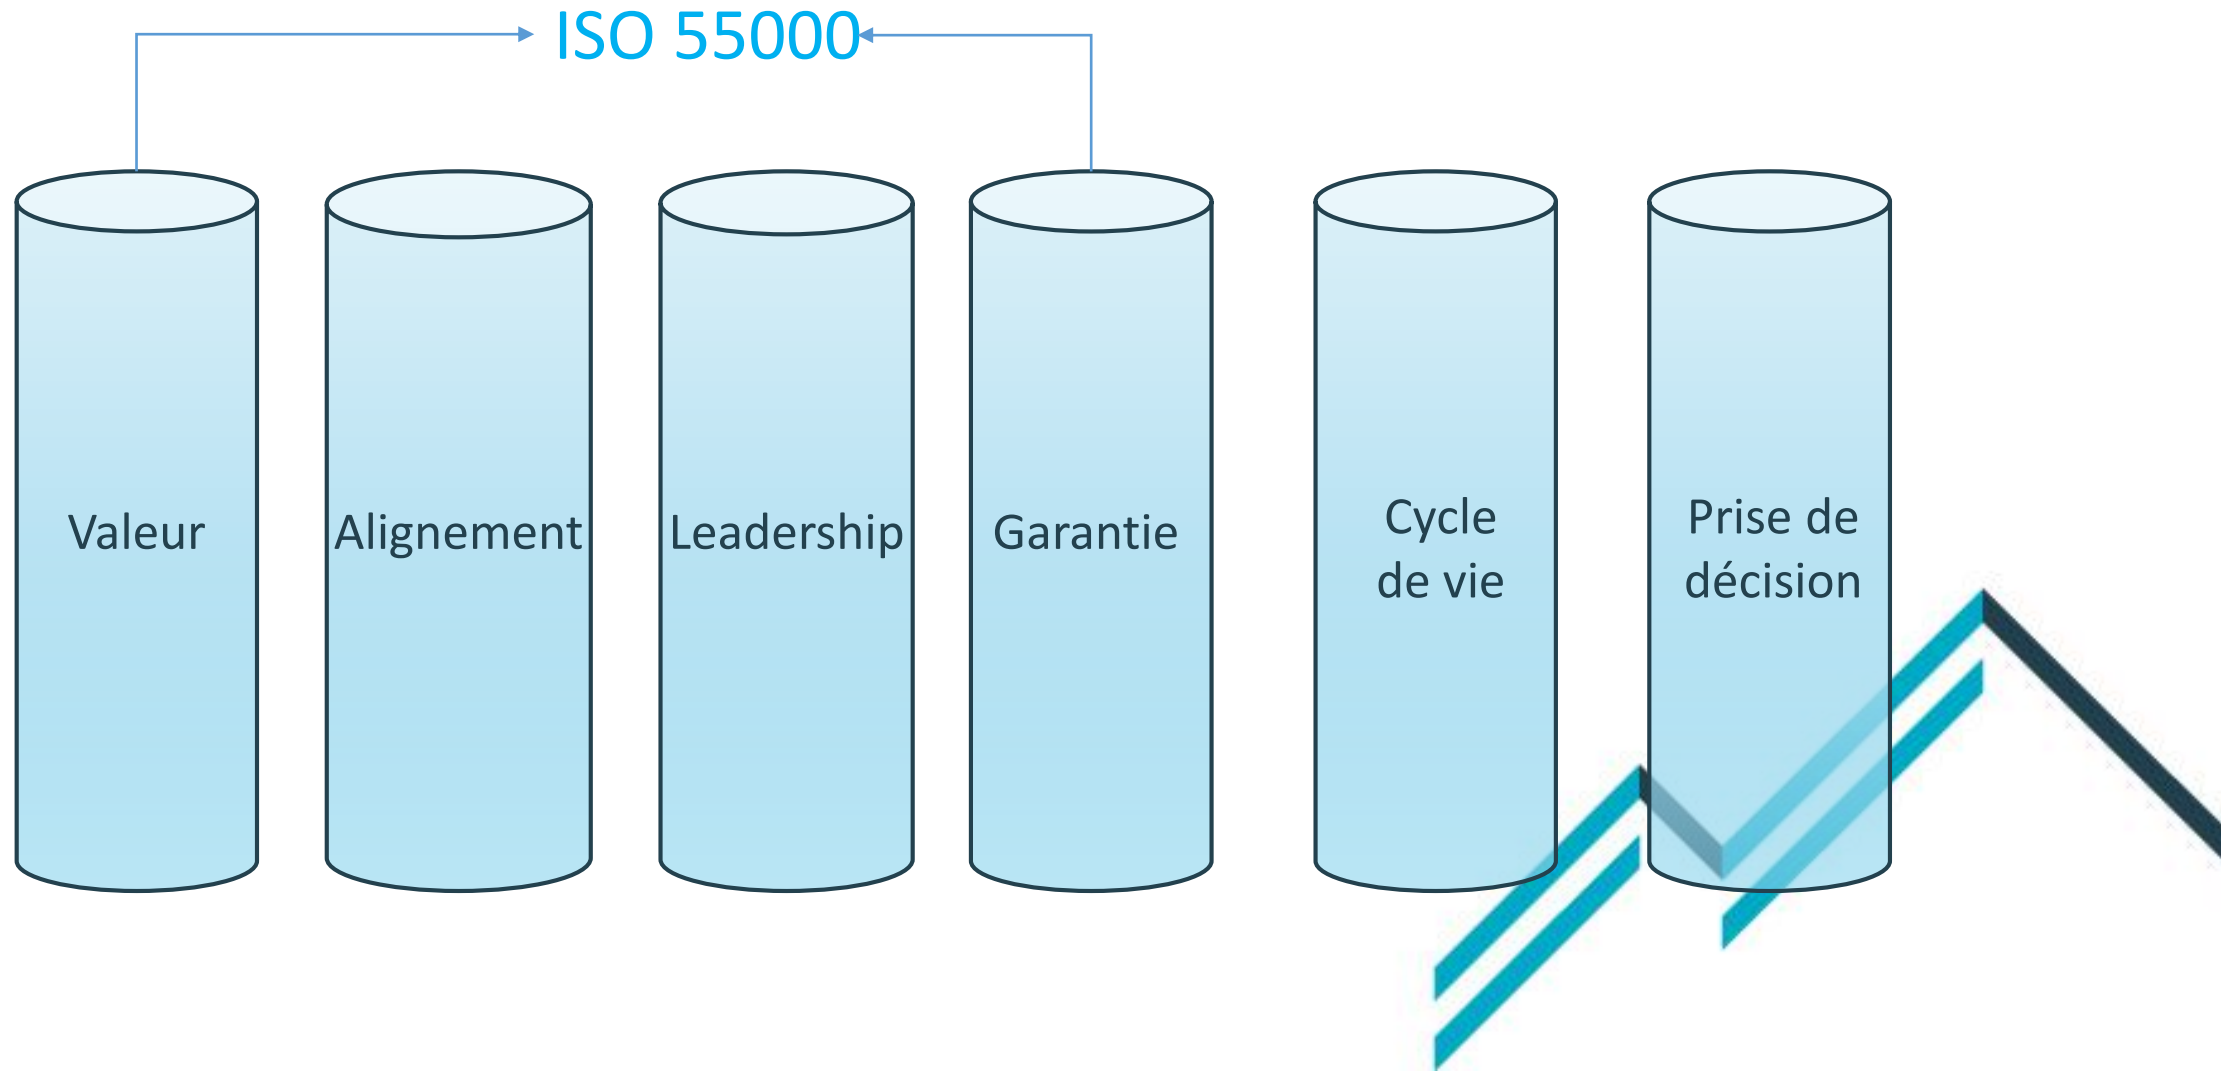 ISO 55000
Valeur
Alignement
Leadership
Garantie
Cycle
de vie
Prise de
décision